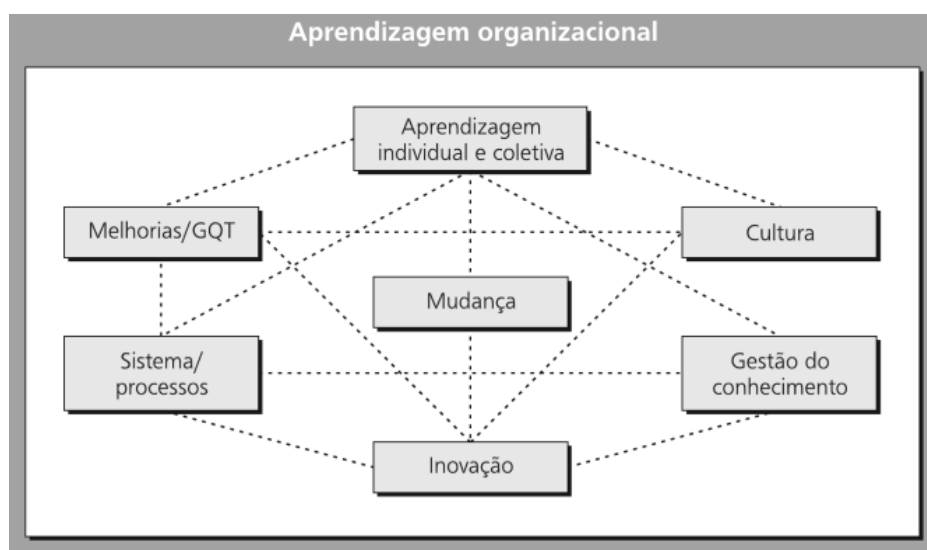 Aprendizagem organizacional
Aprendizagem
individual e coletiva
Melhorias/GQT
Cultura
Mudança
Sistema/
processos
Gestão do
conhecimento
Inovação